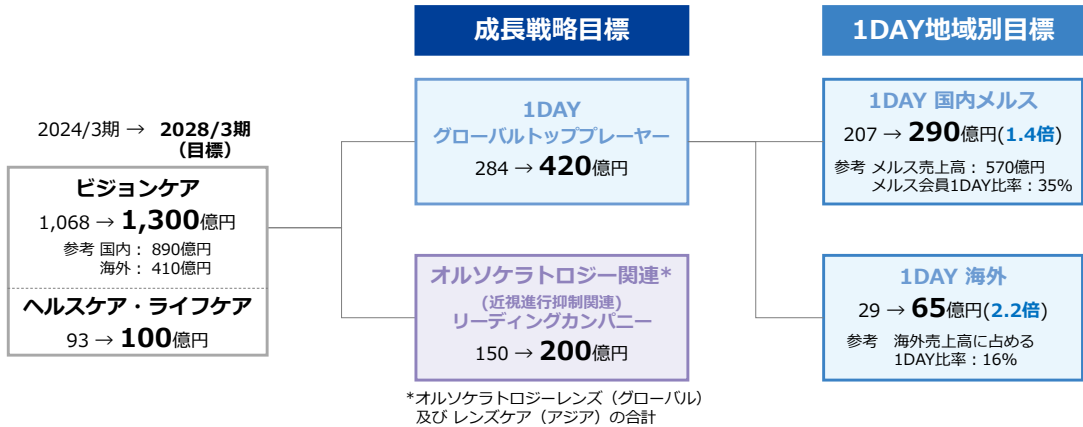 成長戦略目標
1DAY地域別目標
2024/3期 → 2028/3期
（目標）
ビジョンケア
1,068 → 1,300億円
参考 国内： 890億円
海外： 410億円
ヘルスケア・ライフケア
93 → 100億円
1DAY
グローバルトッププレーヤー
284 → 420億円
オルソケラトロジー関連*
(近視進行抑制関連)
リーディングカンパニー
150 → 200億円
*オルソケラトロジーレンズ（グローバル）
及び レンズケア（アジア）の合計
1DAY 国内メルス
207 → 290億円(1.4倍)
参考 メルス売上高： 570億円
メルス会員1DAY比率：35%
1DAY 海外
29 → 65億円(2.2倍)
参考　海外売上高に占める
1DAY比率：16%